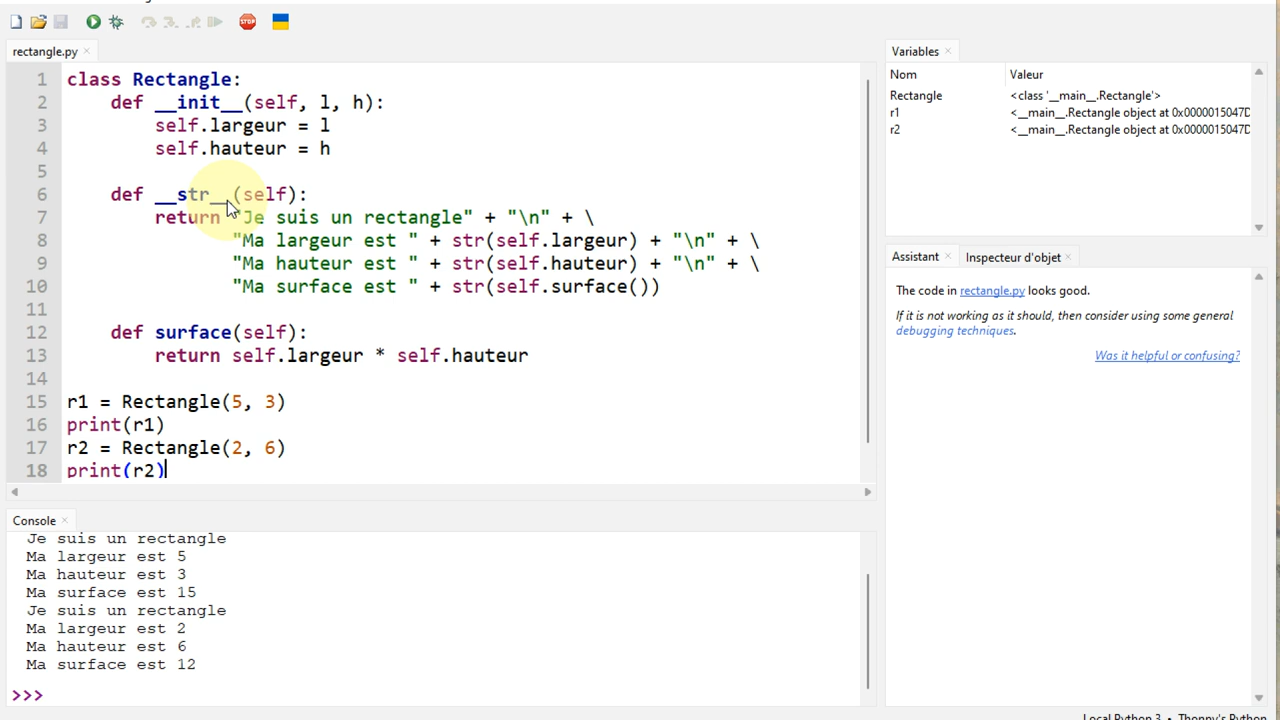 STOP
rectangle.py ×
1 class Rectangle:
2 def __init__(self, l, h):
3 self.largeur = l
4 self.hauteur = h
5
6 def __str__(self):
7 return "Je suis un rectangle" + "\n" + \
8 "Ma largeur est " + str(self.largeur) + "\n" + \
9 "Ma hauteur est " + str(self.hauteur) + "\n" + \
10 "Ma surface est " + str(self.surface())
11
12 def surface(self):
13 return self.largeur * self.hauteur
14
15 r1 = Rectangle(5, 3)
16 print(r1)
17 r2 = Rectangle(2, 6)
18 print(r2)
Console ×
Je suis un rectangle
Ma largeur est 5
Ma hauteur est 3
Ma surface est 15
Je suis un rectangle
Ma largeur est 2
Ma hauteur est 6
Ma surface est 12
>>>
Variables ×
Nom Valeur
Rectangle <class '__main__.Rectangle'>
r1 <__main__.Rectangle object at 0x0000015047D
r2 <__main__.Rectangle object at 0x0000015047D
Assistant × Inspecteur d'objet ×
The code in rectangle.py looks good.
If it is not working as it should, then consider using some general
debugging techniques.
Was it helpful or confusing?
Local Python 3 • Thonny's Python